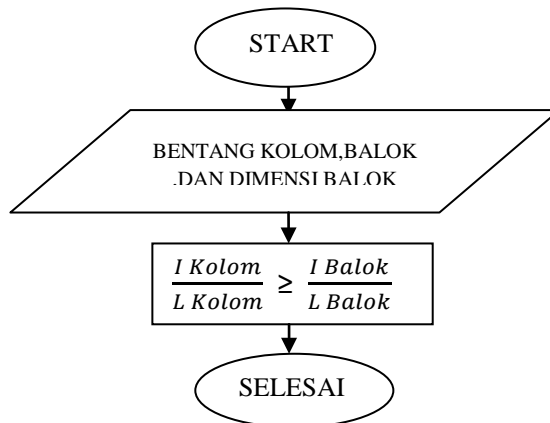 START
BENTANG KOLOM,BALOK
,DAN DIMENSI BALOK
I Kolom / L Kolom ≥ I Balok / L Balok
SELESAI